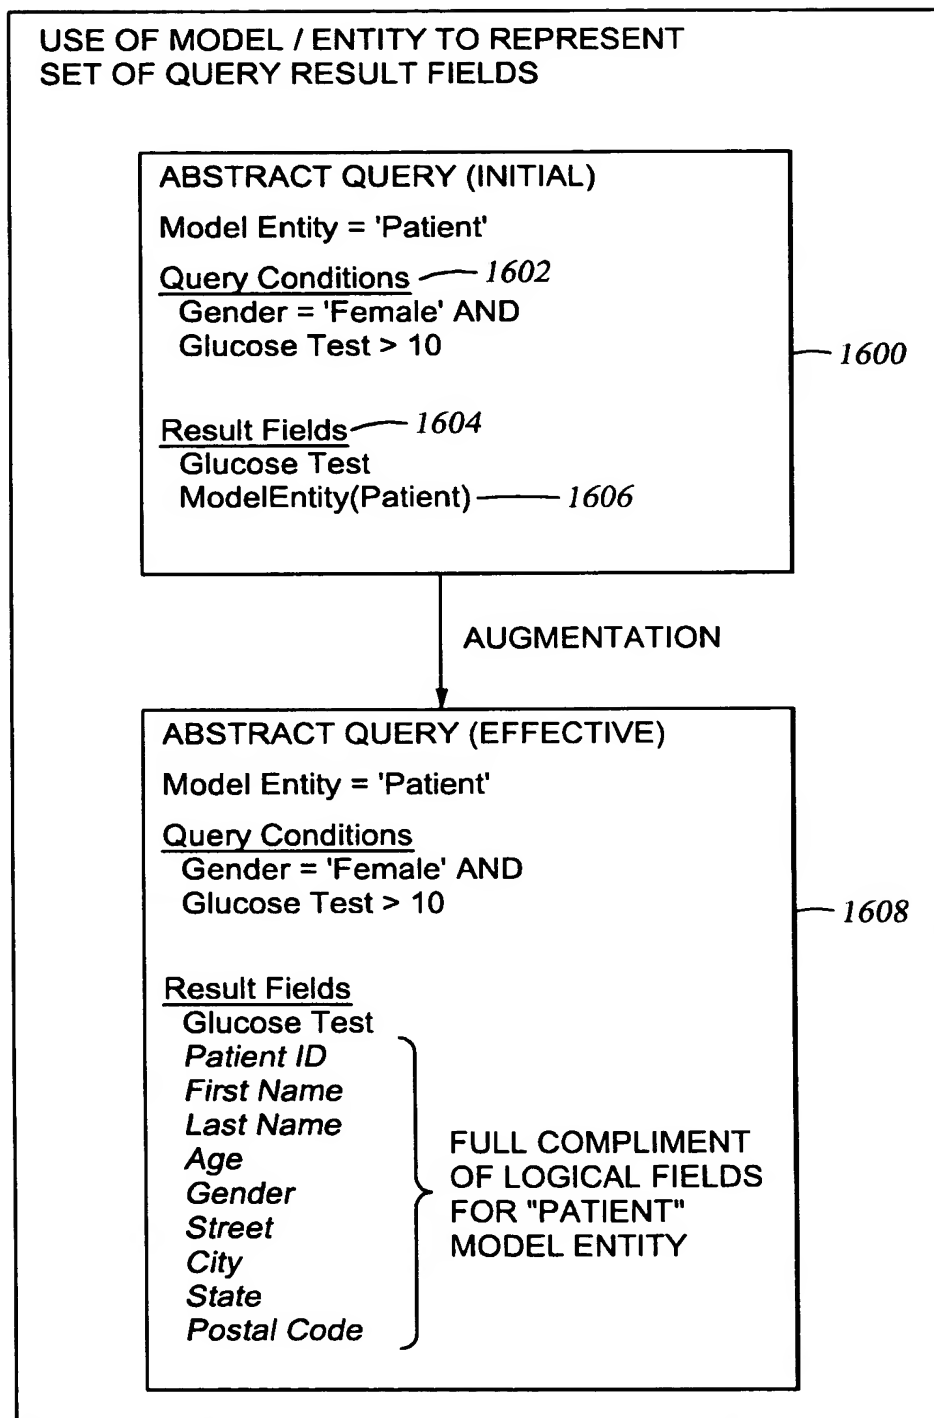 USE OF MODEL / ENTITY TO REPRESENT
SET OF QUERY RESULT FIELDS
ABSTRACT QUERY (INITIAL)
Model Entity = 'Patient'
Query Conditions 1602
Gender = 'Female' AND
Glucose Test > 10
1600
Result Fields 1604
Glucose Test
ModelEntity(Patient) 1606
AUGMENTATION
ABSTRACT QUERY (EFFECTIVE)
Model Entity = 'Patient'
Query Conditions
Gender = 'Female' AND
Glucose Test > 10
1608
Result Fields
Glucose Test
Patient ID
First Name
Last Name
Age
Gender
Street
City
State
Postal Code
FULL COMPLIMENT
OF LOGICAL FIELDS
FOR "PATIENT"
MODEL ENTITY